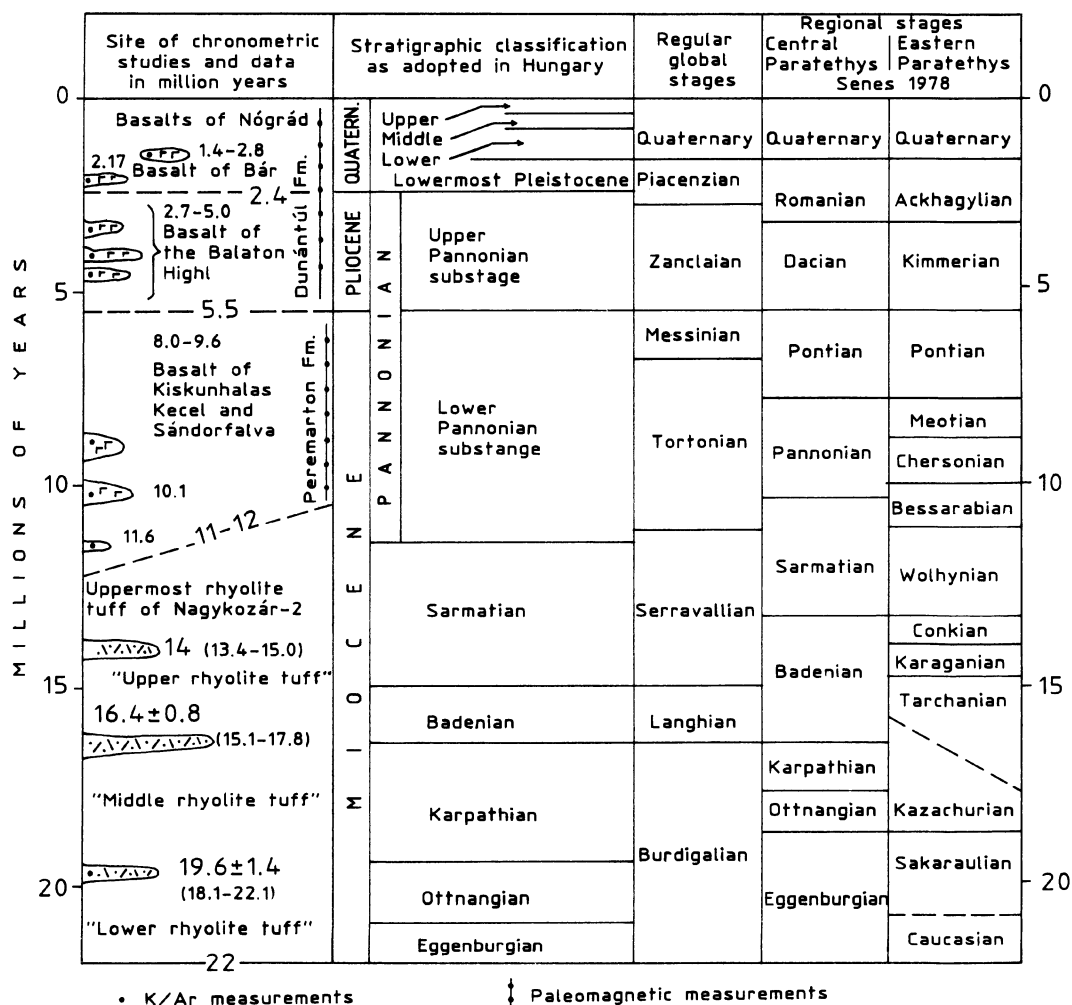 Site of chronometric
studies and data
in million years
Stratigraphic classification
as adopted in Hungary
Regular
global
stages
Regional stages
Central
Paratethys
Eastern
Paratethys
Senes 1978
MILLIONS OF YEARS
0
5
10
15
20
Basalts of Nógrád
1.4-2.8
2.17
Basalt of Bár
2.4
2.7-5.0
Basalt of
the Balaton
Highl
5.5
Dunántúl Fm.
8.0-9.6
Basalt of
Kiskunhalas
Kecel and
Sándorfalva
Peremarton Fm.
10.1
11.6
11-12
Uppermost rhyolite
tuff of Nagykozár-2
14 (13.4-15.0)
"Upper rhyolite tuff"
16.4±0.8
(15.1-17.8)
"Middle rhyolite tuff"
19.6±1.4
(18.1-22.1)
"Lower rhyolite tuff"
22
QUATERN.
PLIOCENE
MIOCENE
PANNONIAN
Upper
Middle
Lower
Lowermost Pleistocene
Upper
Pannonian
substage
Lower
Pannonian
substange
Sarmatian
Badenian
Karpathian
Ottnangian
Eggenburgian
Quaternary
Piacenzian
Zanclaian
Messinian
Tortonian
Serravallian
Langhian
Burdigalian
Quaternary
Romanian
Dacian
Pontian
Pannonian
Sarmatian
Badenian
Karpathian
Ottnangian
Eggenburgian
Quaternary
Ackhagylian
Kimmerian
Pontian
Meotian
Chersonian
Bessarabian
Wolhynian
Conkian
Karaganian
Tarchanian
Kazachurian
Sakaraulian
Caucasian
0
5
10
15
20
K/Ar measurements
Paleomagnetic measurements